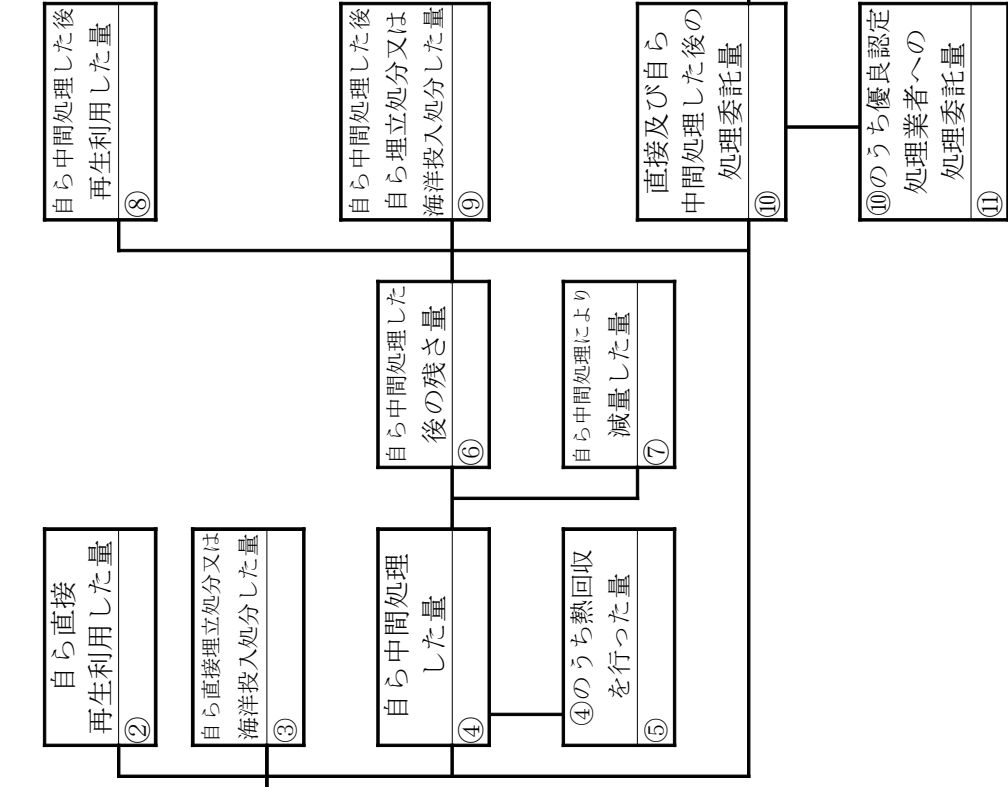 自ら直接
再生利用した量
②
自ら直接埋立処分又は
海洋投入処分した量
③
自ら中間処理
した量
④
④のうち熱回収
を行った量
⑤
自ら中間処理した
後の残さ量
⑥
自ら中間処理により
減量した量
⑦
自ら中間処理した後
再生利用した量
⑧
自ら中間処理した後
自ら埋立処分又は
海洋投入処分した量
⑨
直接及び自ら
中間処理した後の
処理委託量
⑩
⑩のうち優良認定
処理業者への
処理委託量
⑪